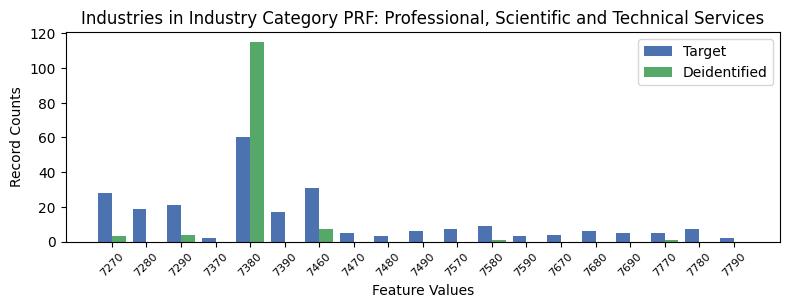 Industries in Industry Category PRF: Professional, Scientific and Technical Services
Target
Deidentified
Record Counts
120
100
80
60
40
20
0
7270 7280 7290 7370 7380 7390 7460 7470 7480 7490 7570 7580 7590 7670 7680 7690 7770 7780 7790
Feature Values